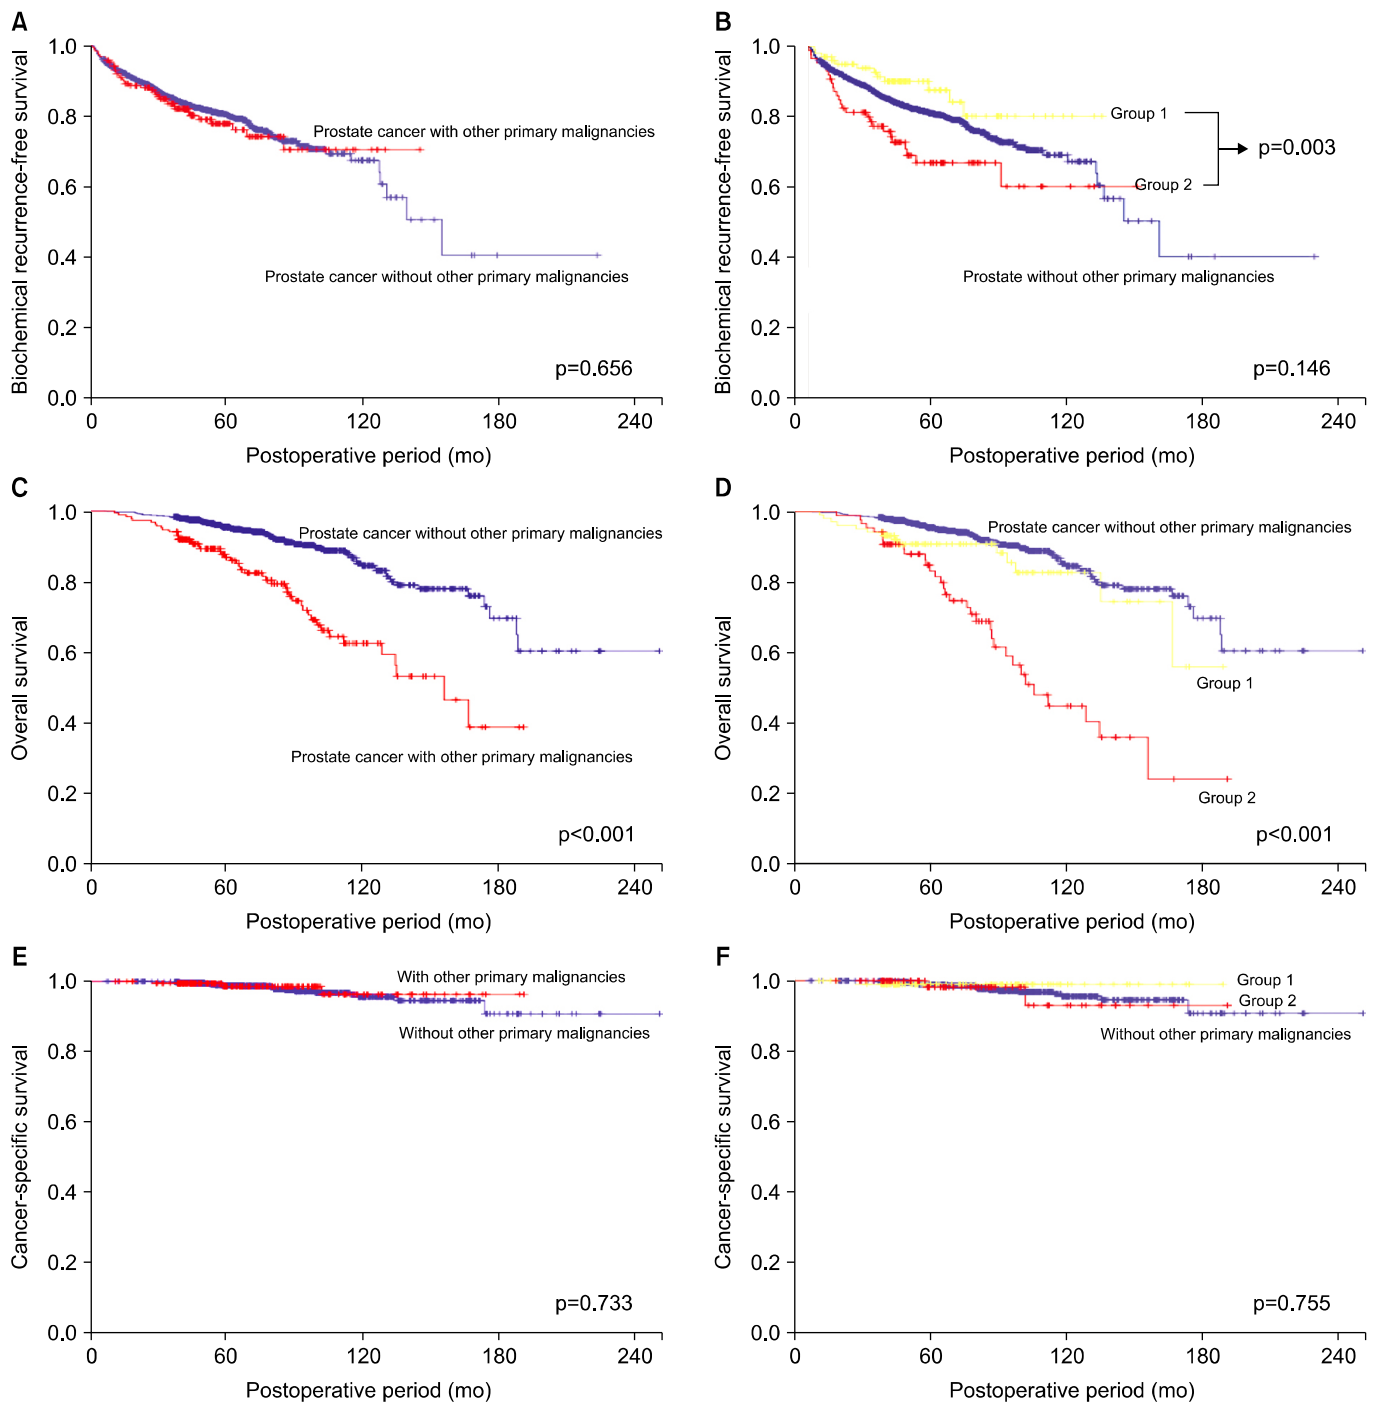 A
Biochemical recurrence-free survival
1.0
0.8
0.6
0.4
0.2
0.0
Prostate cancer with other primary malignancies
Prostate cancer without other primary malignancies
p=0.656
0 60 120 180 240
Postoperative period (mo)
B
Biochemical recurrence-free survival
1.0
0.8
0.6
0.4
0.2
0.0
Group 1
p=0.003
Group 2
Prostate without other primary malignancies
p=0.146
0 60 120 180 240
Postoperative period (mo)
C
Overall survival
1.0
0.8
0.6
0.4
0.2
0.0
Prostate cancer without other primary malignancies
Prostate cancer with other primary malignancies
p<0.001
0 60 120 180 240
Postoperative period (mo)
D
Overall survival
1.0
0.8
0.6
0.4
0.2
0.0
Prostate cancer without other primary malignancies
Group 1
Group 2
p<0.001
0 60 120 180 240
Postoperative period (mo)
E
Cancer-specific survival
1.0
0.8
0.6
0.4
0.2
0.0
With other primary malignancies
Without other primary malignancies
p=0.733
0 60 120 180 240
Postoperative period (mo)
F
Cancer-specific survival
1.0
0.8
0.6
0.4
0.2
0.0
Group 1
Group 2
Without other primary malignancies
p=0.755
0 60 120 180 240
Postoperative period (mo)